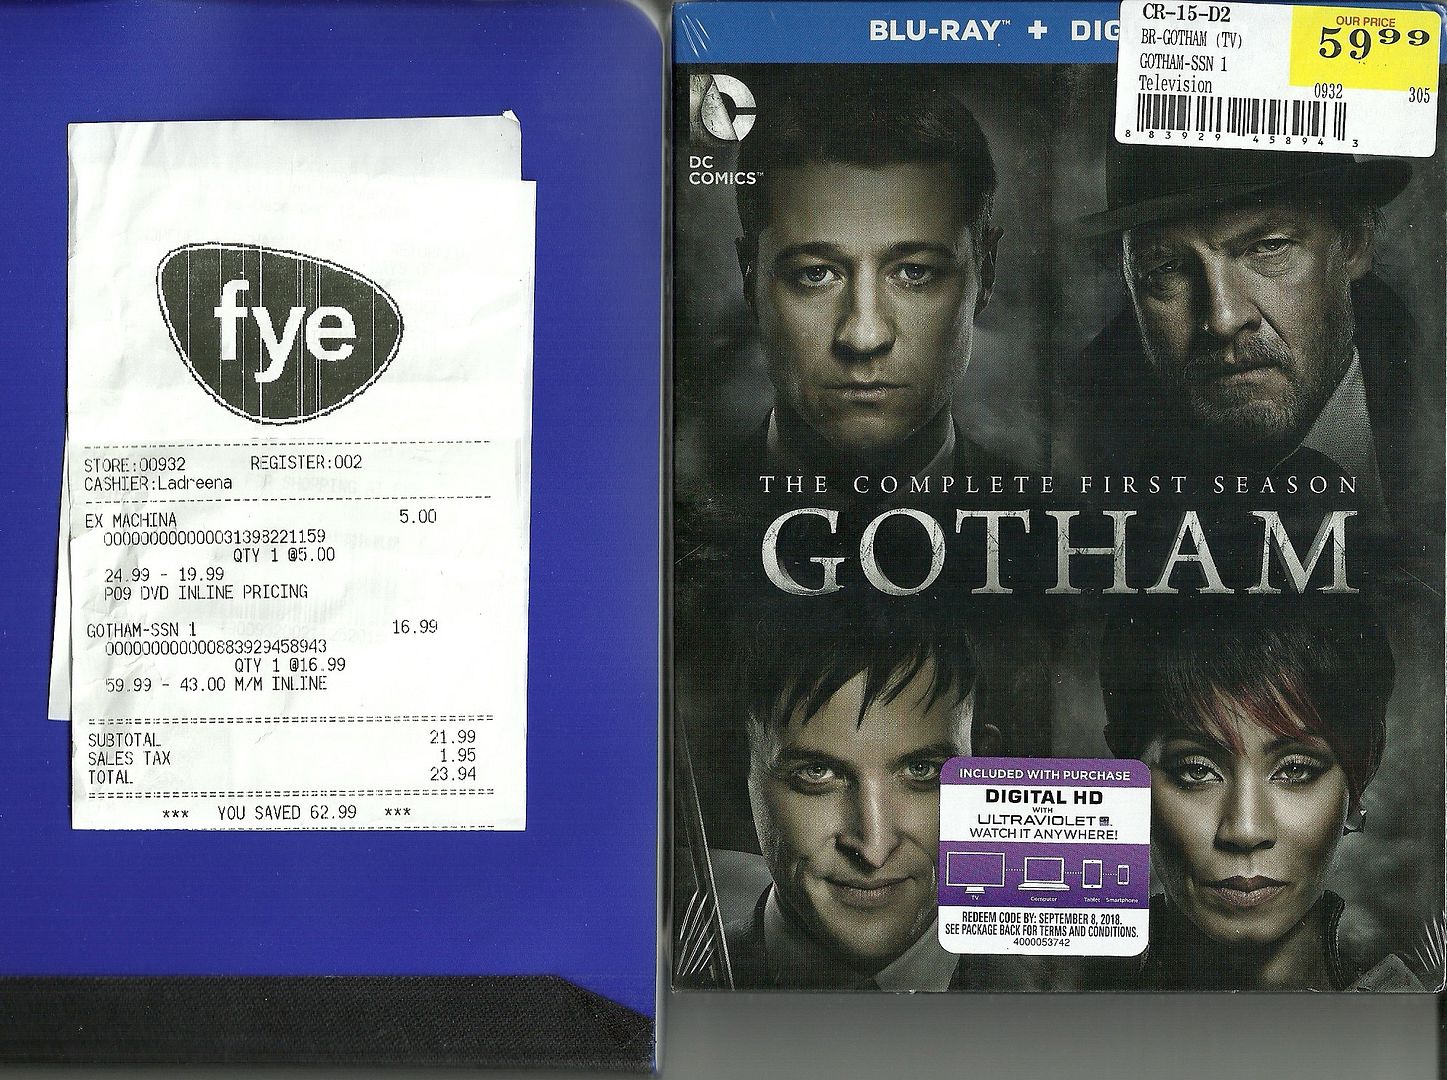 fye
STORE:00932 REGISTER:002
CASHIER:Ladreena
EX MACHINA 5.00
000000000000031398221159
QTY 1 @5.00
24.99 - 19.99
P09 DVD INLINE PRICING
GOTHAM-SSN 1 16.99
000000000000883929458943
QTY 1 @16.99
59.99 - 43.00 M/M INLINE
SUBTOTAL 21.99
SALES TAX 1.95
TOTAL 23.94
*** YOU SAVED 62.99 ***
BLU-RAY™ + DIG
CR-15-D2
BR-GOTHAM (TV)
GOTHAM-SSN 1
Television
OUR PRICE
59.99
0932 305
8 83929 45894 3
DC
COMICS™
THE COMPLETE FIRST SEASON
GOTHAM
INCLUDED WITH PURCHASE
DIGITAL HD
WITH
ULTRAVIOLET
WATCH IT ANYWHERE!
TV Computer Tablet Smartphone
REDEEM CODE BY: SEPTEMBER 8, 2018.
SEE PACKAGE BACK FOR TERMS AND CONDITIONS.
4000053742